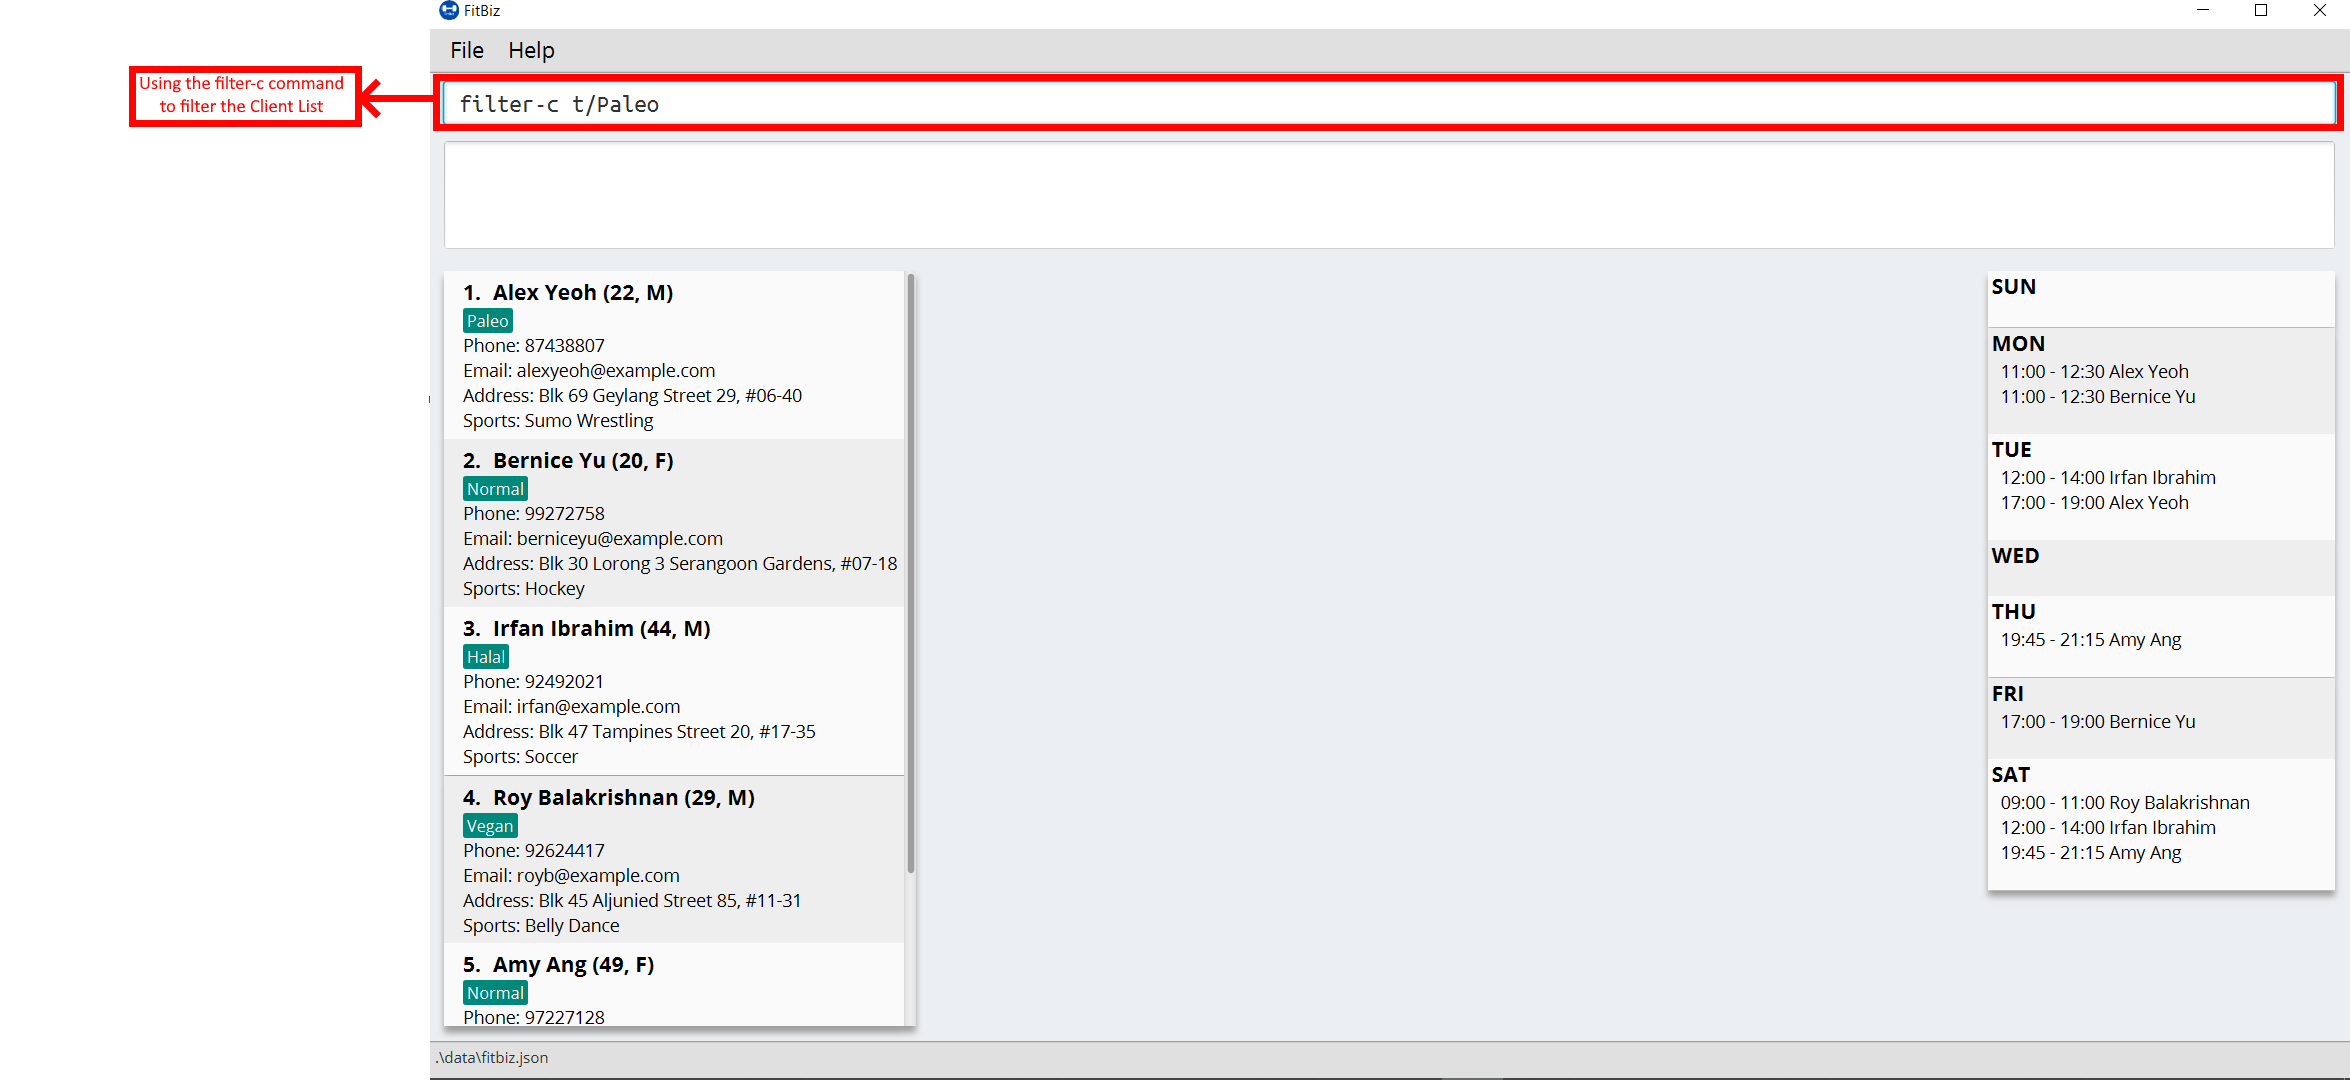 FitBiz
File Help
Using the filter-c command
to filter the Client List
filter-c t/Paleo
1. Alex Yeoh (22, M)
Paleo
Phone: 87438807
Email: alexyeoh@example.com
Address: Blk 69 Geylang Street 29, #06-40
Sports: Sumo Wrestling
2. Bernice Yu (20, F)
Normal
Phone: 99272758
Email: berniceyu@example.com
Address: Blk 30 Lorong 3 Serangoon Gardens, #07-18
Sports: Hockey
3. Irfan Ibrahim (44, M)
Halal
Phone: 92492021
Email: irfan@example.com
Address: Blk 47 Tampines Street 20, #17-35
Sports: Soccer
4. Roy Balakrishnan (29, M)
Vegan
Phone: 92624417
Email: royb@example.com
Address: Blk 45 Aljunied Street 85, #11-31
Sports: Belly Dance
5. Amy Ang (49, F)
Normal
Phone: 97227128
SUN
MON
11:00 - 12:30 Alex Yeoh
11:00 - 12:30 Bernice Yu
TUE
12:00 - 14:00 Irfan Ibrahim
17:00 - 19:00 Alex Yeoh
WED
THU
19:45 - 21:15 Amy Ang
FRI
17:00 - 19:00 Bernice Yu
SAT
09:00 - 11:00 Roy Balakrishnan
12:00 - 14:00 Irfan Ibrahim
19:45 - 21:15 Amy Ang
.\data\fitbiz.json